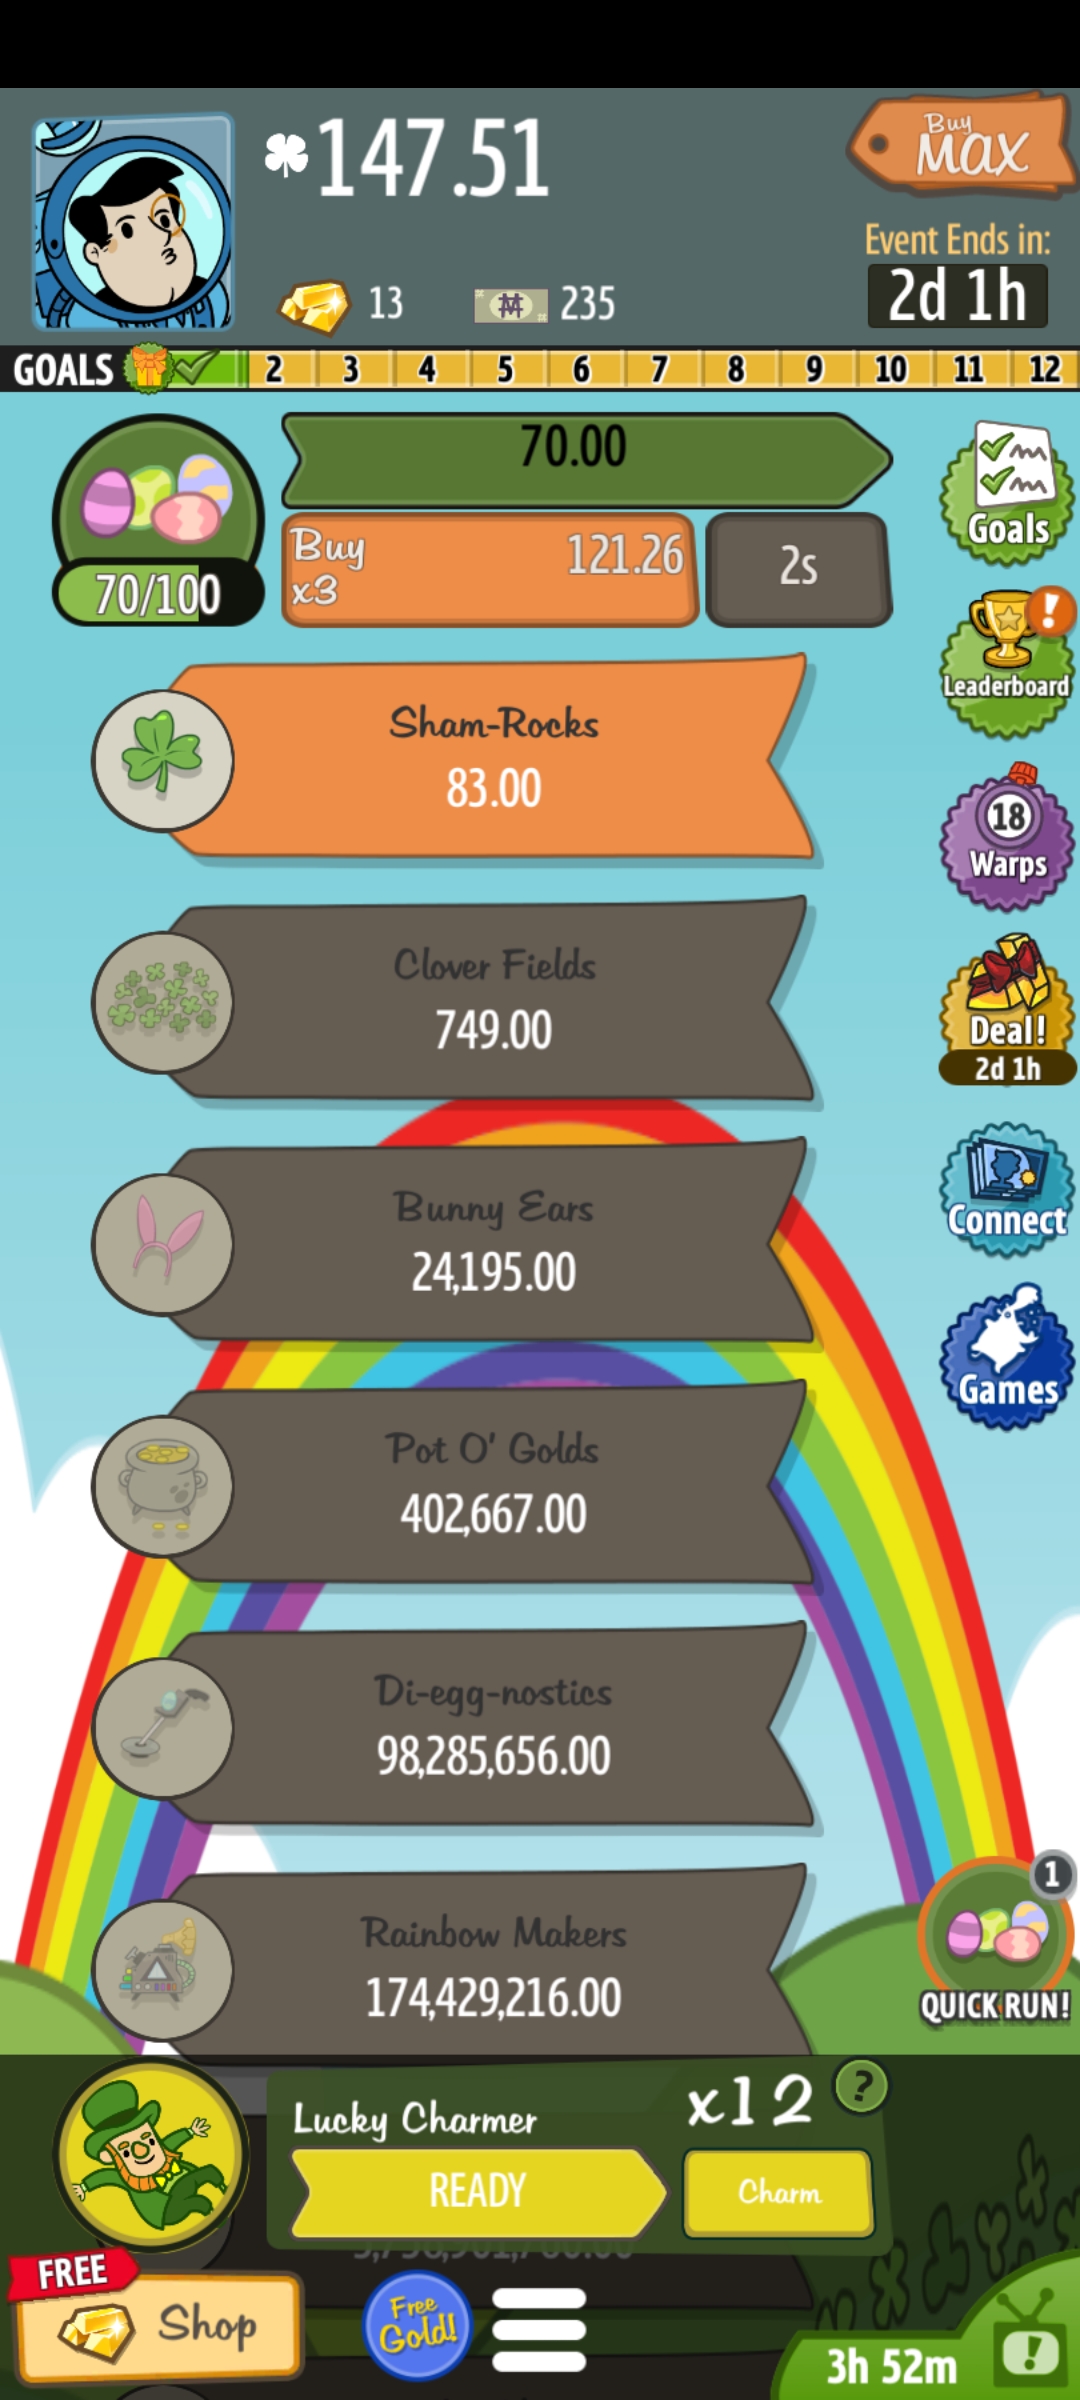 147.51
Buy
MAX
13
235
Event Ends in:
2d 1h
GOALS 2 3 4 5 6 7 8 9 10 11 12
70.00
70/100
Buy
x3
121.26
2s
Goals
!
Leaderboard
Sham-Rocks
83.00
18
Warps
Clover Fields
749.00
Deal!
2d 1h
Bunny Ears
24,195.00
Connect
Games
Pot O' Golds
402,667.00
Di-egg-nostics
98,285,656.00
Rainbow Makers
174,429,216.00
1
QUICK RUN!
Lucky Charmer
x12
?
READY
Charm
FREE
Shop
Free
Gold!
3h 52m
!